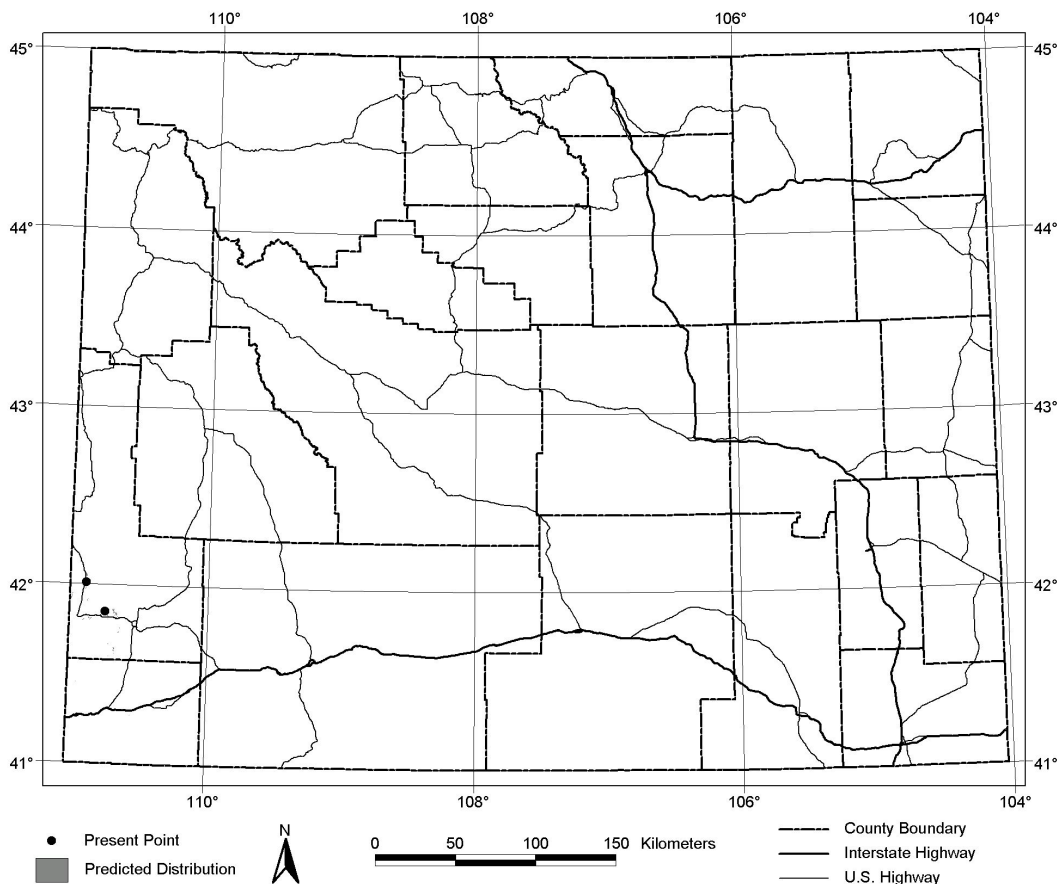 110° 108° 106° 104°
45° 45°
44° 44°
43° 43°
42° 42°
41° 41°
110° 108° 106° 104°
Present Point
Predicted Distribution
N
0 50 100 150 Kilometers
County Boundary
Interstate Highway
U.S. Highway